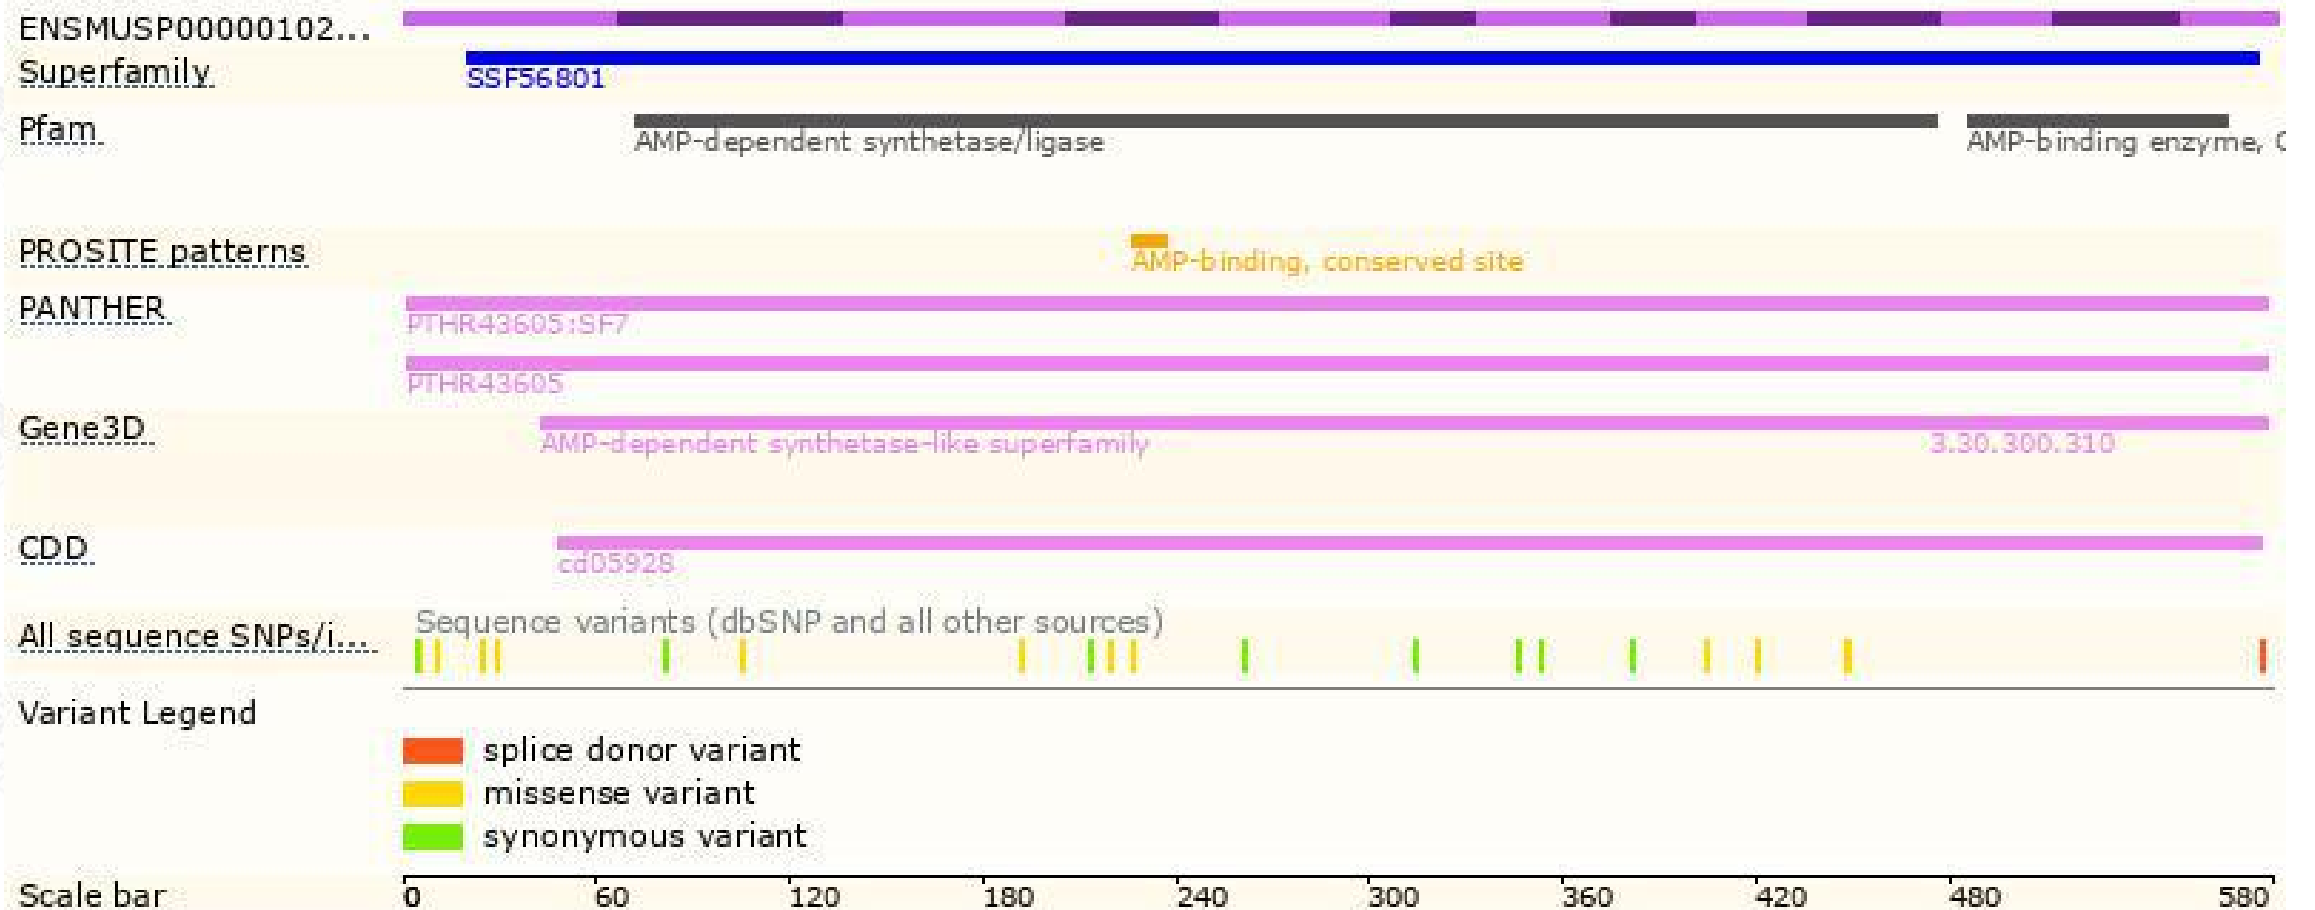 ENSMUSP00000102...
Superfamily
SSF56801
Pfam
AMP-dependent synthetase/ligase
AMP-binding enzyme, C
PROSITE patterns
AMP-binding, conserved site
PANTHER
PTHR43605:SF7
PTHR43605
Gene3D
AMP-dependent synthetase-like superfamily 3.30.300.310
CDD
cd05928
Sequence variants (dbSNP and all other sources)
All sequence SNPs/i...
Variant Legend
splice donor variant
missense variant
synonymous variant
Scale bar 0 60 120 180 240 300 360 420 480 580